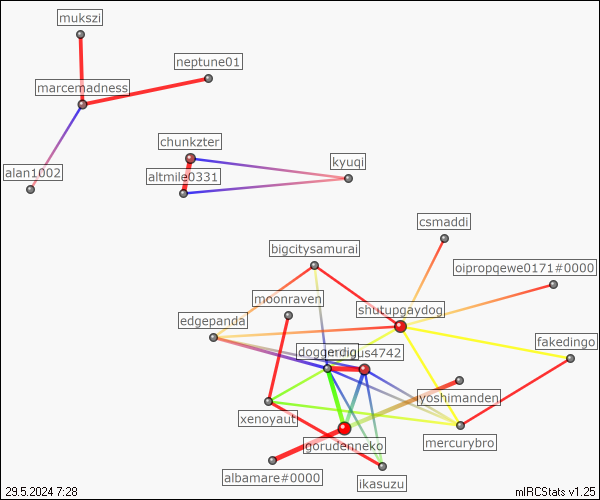 mukszi
neptune01
marcemadness
chunkzter
kyuqi
alan1002
altmile0331
csmaddi
bigcitysamurai
oipropqewe0171#0000
moonraven
shutupgaydog
edgepanda
fakedingo
doggerdig
yoshimanden
xenoyaut
mercurybro
gorudenneko
albamare#0000
ikasuzu
29.5.2024 7:28
mIRCStats v1.25